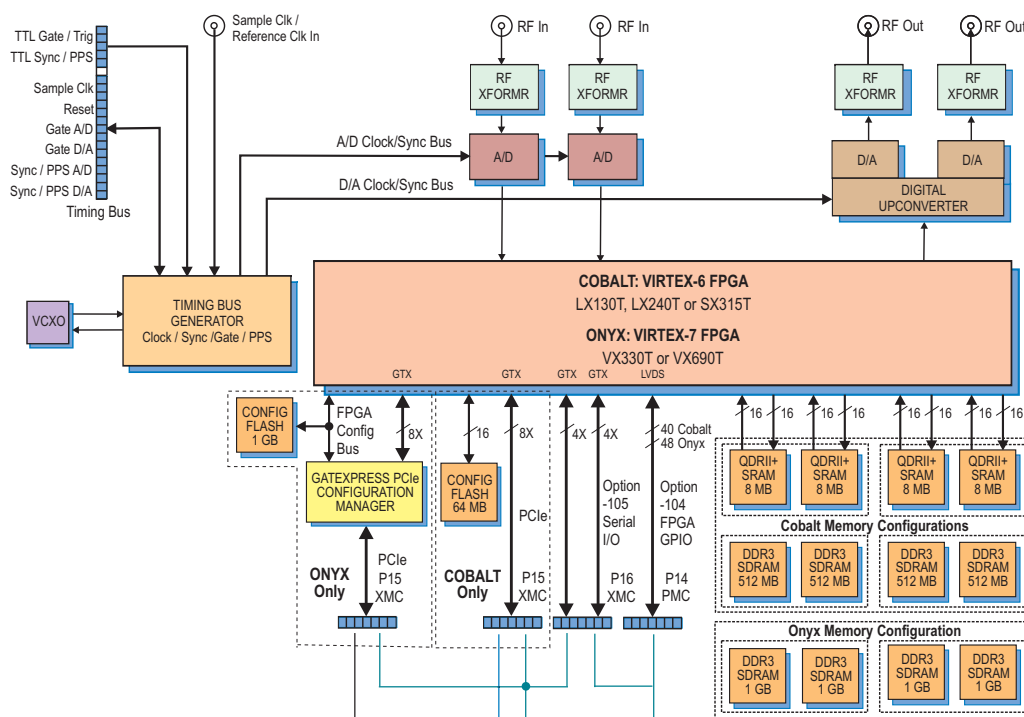 Sample Clk /
Reference Clk In
RF In
RF In
RF Out
RF Out
TTL Gate / Trig
TTL Sync / PPS
Sample Clk
Reset
Gate A/D
Gate D/A
Sync / PPS A/D
Sync / PPS D/A
Timing Bus
RF
XFORMR
RF
XFORMR
RF
XFORMR
RF
XFORMR
A/D Clock/Sync Bus
A/D
A/D
D/A
D/A
D/A Clock/Sync Bus
DIGITAL
UPCONVERTER
VCXO
TIMING BUS
GENERATOR
Clock / Sync /Gate / PPS
COBALT: VIRTEX-6 FPGA
LX130T, LX240T or SX315T
ONYX: VIRTEX-7 FPGA
VX330T or VX690T
GTX
GTX
GTX
GTX
LVDS
CONFIG
FLASH
1 GB
FPGA
Config
Bus
8X
16
8X
4X
4X
40 Cobalt
48 Onyx
16
16
16
16
16
16
16
16
GATEXPRESS PCIe
CONFIGURATION
MANAGER
CONFIG
FLASH
64 MB
PCIe
Option
-105
Serial
I/O
Option
-104
FPGA
GPIO
QDRII+
SRAM
8 MB
QDRII+
SRAM
8 MB
QDRII+
SRAM
8 MB
QDRII+
SRAM
8 MB
Cobalt Memory Configurations
DDR3
SDRAM
512 MB
DDR3
SDRAM
512 MB
DDR3
SDRAM
512 MB
DDR3
SDRAM
512 MB
ONYX
Only
PCIe
P15
XMC
COBALT
Only
P15
XMC
P16
XMC
P14
PMC
Onyx Memory Configuration
DDR3
SDRAM
1 GB
DDR3
SDRAM
1 GB
DDR3
SDRAM
1 GB
DDR3
SDRAM
1 GB